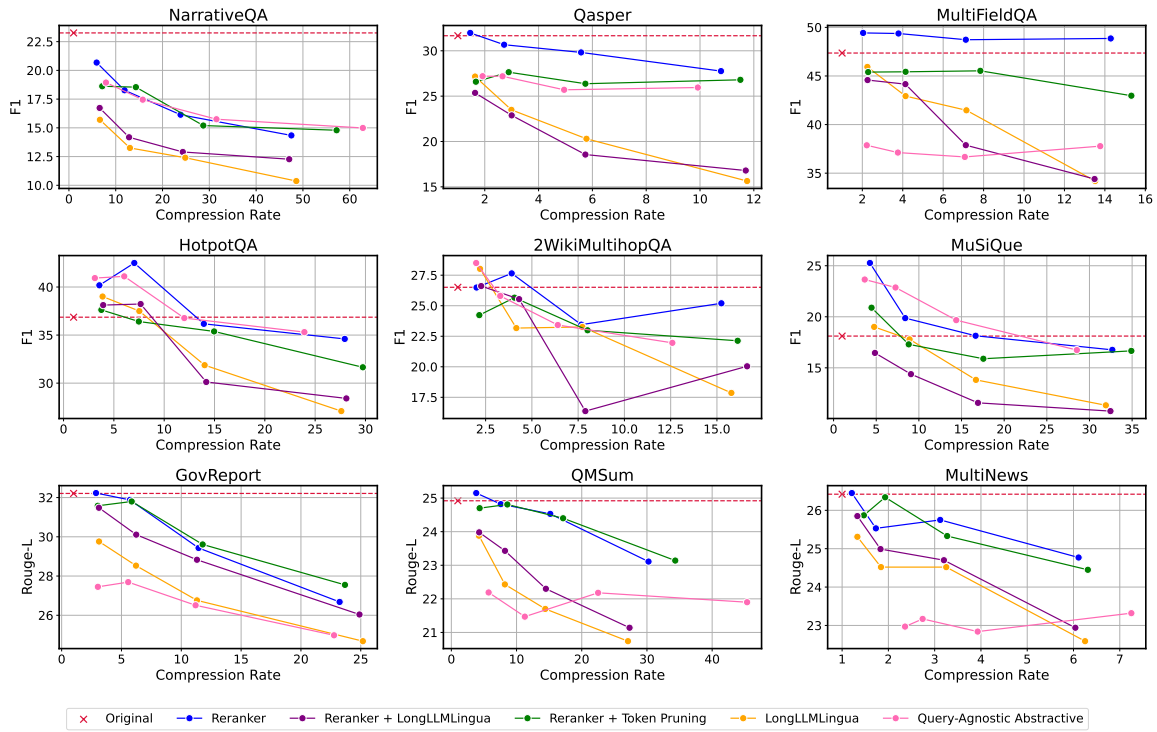 NarrativeQA
22.5
20.0
17.5
15.0
12.5
10.0
F1
0 10 20 30 40 50 60
Compression Rate
Qasper
30
25
20
15
F1
2 4 6 8 10 12
Compression Rate
MultiFieldQA
50
45
40
35
F1
2 4 6 8 10 12 14 16
Compression Rate
HotpotQA
40
35
30
F1
0 5 10 15 20 25 30
Compression Rate
2WikiMultihopQA
27.5
25.0
22.5
20.0
17.5
F1
2.5 5.0 7.5 10.0 12.5 15.0
Compression Rate
MuSiQue
25
20
15
F1
0 5 10 15 20 25 30 35
Compression Rate
GovReport
32
30
28
26
Rouge-L
0 5 10 15 20 25
Compression Rate
QMSum
25
24
23
22
21
Rouge-L
0 10 20 30 40
Compression Rate
MultiNews
26
25
24
23
Rouge-L
1 2 3 4 5 6 7
Compression Rate
Original Reranker Reranker + LongLLMLingua Reranker + Token Pruning LongLLMLingua Query-Agnostic Abstractive